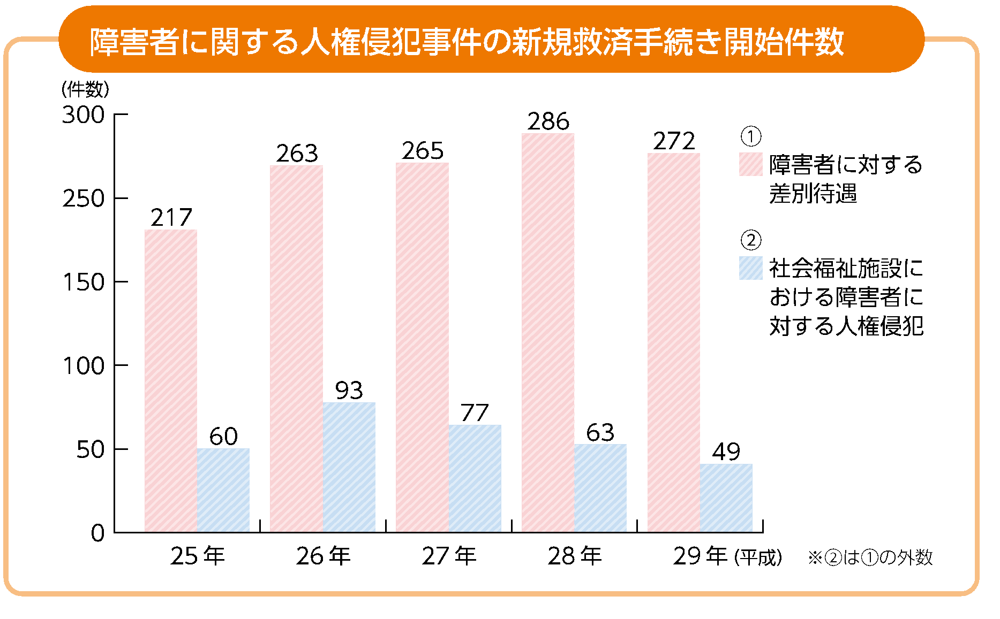 障害者に関する人権侵犯事件の新規救済手続き開始件数
(件数)
300
250
150
100
50
0
217
60
263
93
265
77
286
63
272
49
25年
26年
27年
28年
29年(平成)
①
障害者に対する
差別待遇
②
社会福祉施設に
おける障害者に
対する人権侵犯
※②は①の外数